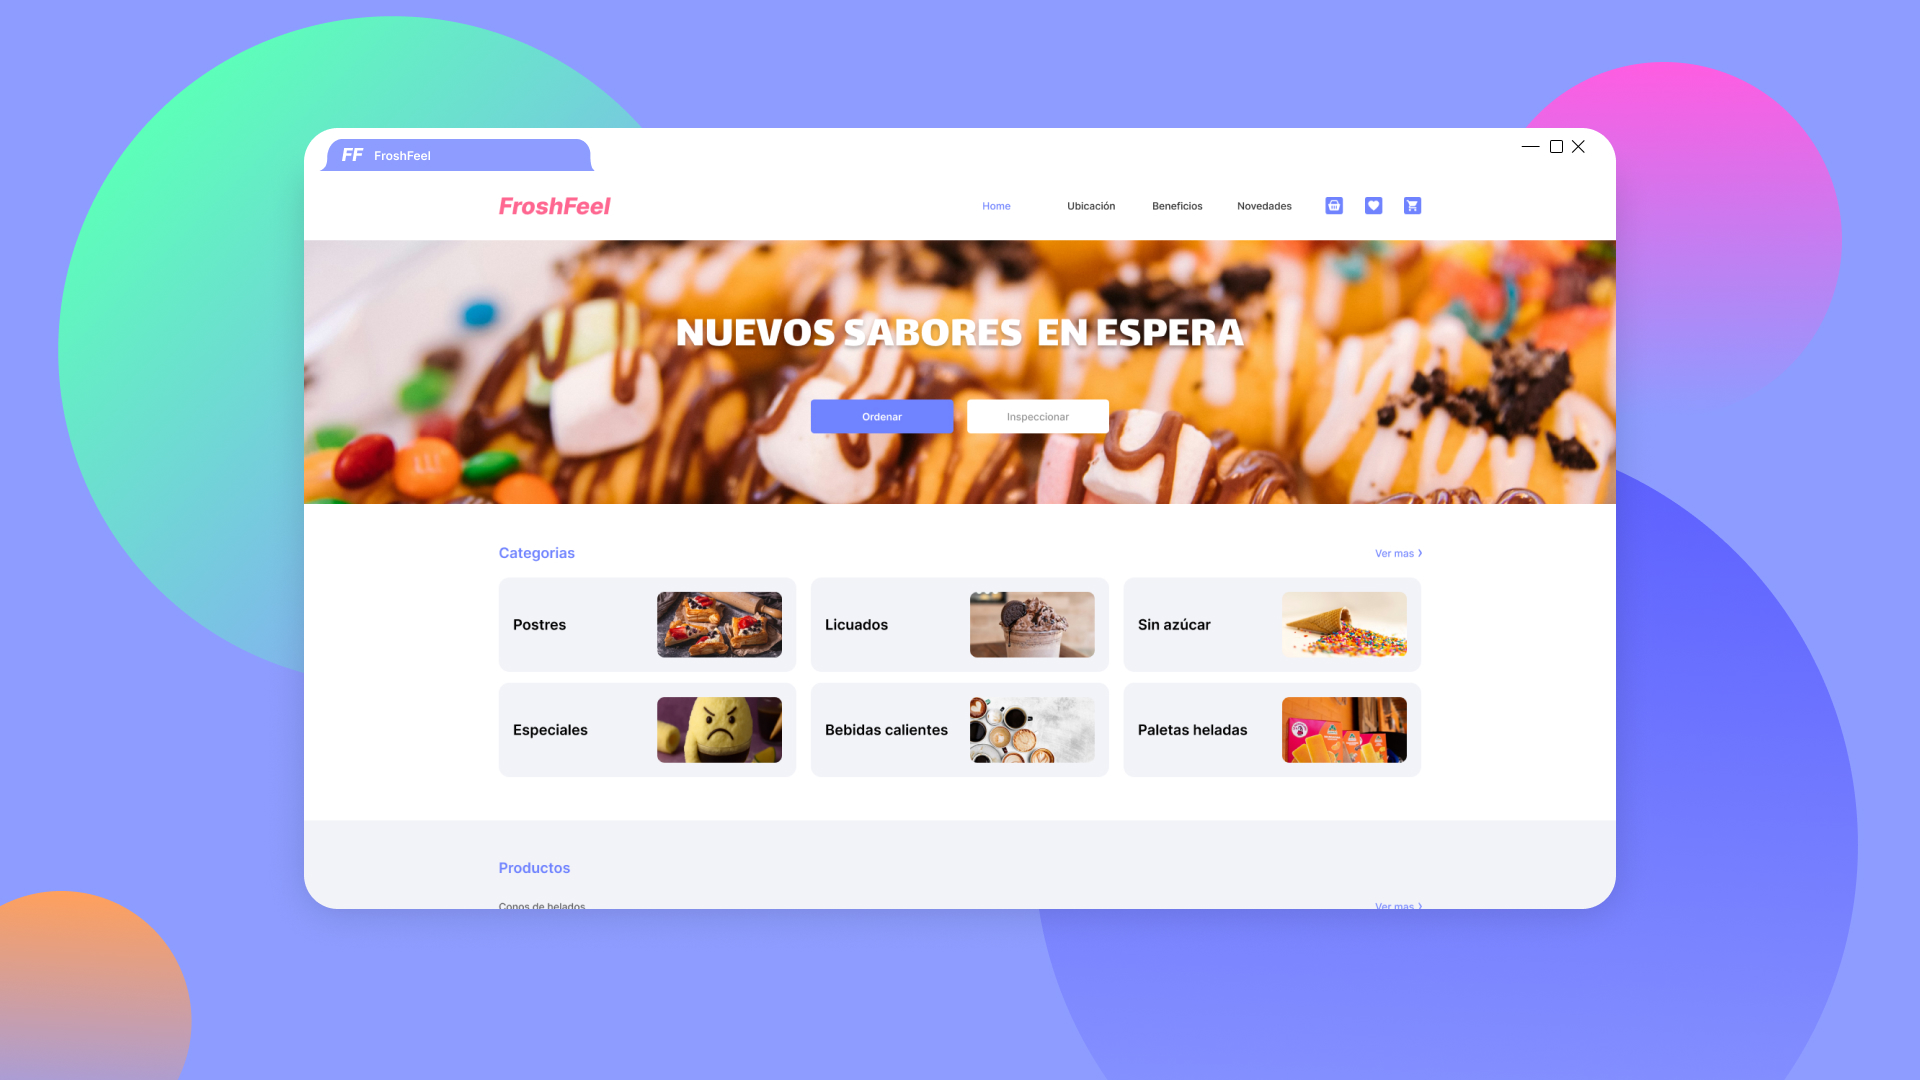 FF FroshFeel
FroshFeel
Home Ubicación Beneficios Novedades
NUEVOS SABORES EN ESPERA
Ordenar Inspeccionar
Categorias Ver mas
Postres Licuados Sin azúcar
Especiales Bebidas calientes Paletas heladas
Productos
Conos de helados Ver mas